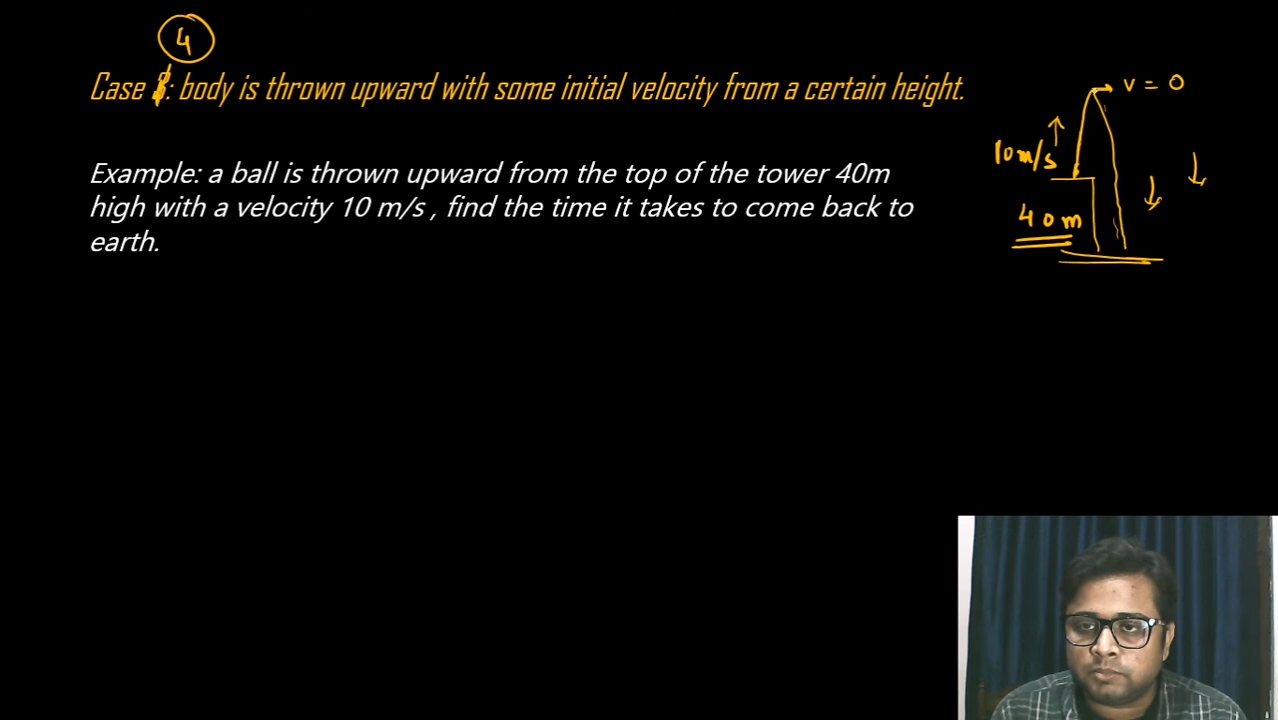 4
Case : body is thrown upward with some initial velocity from a certain height.
v = 0
10m/s
Example: a ball is thrown upward from the top of the tower 40m
high with a velocity 10 m/s , find the time it takes to come back to
earth.
40m